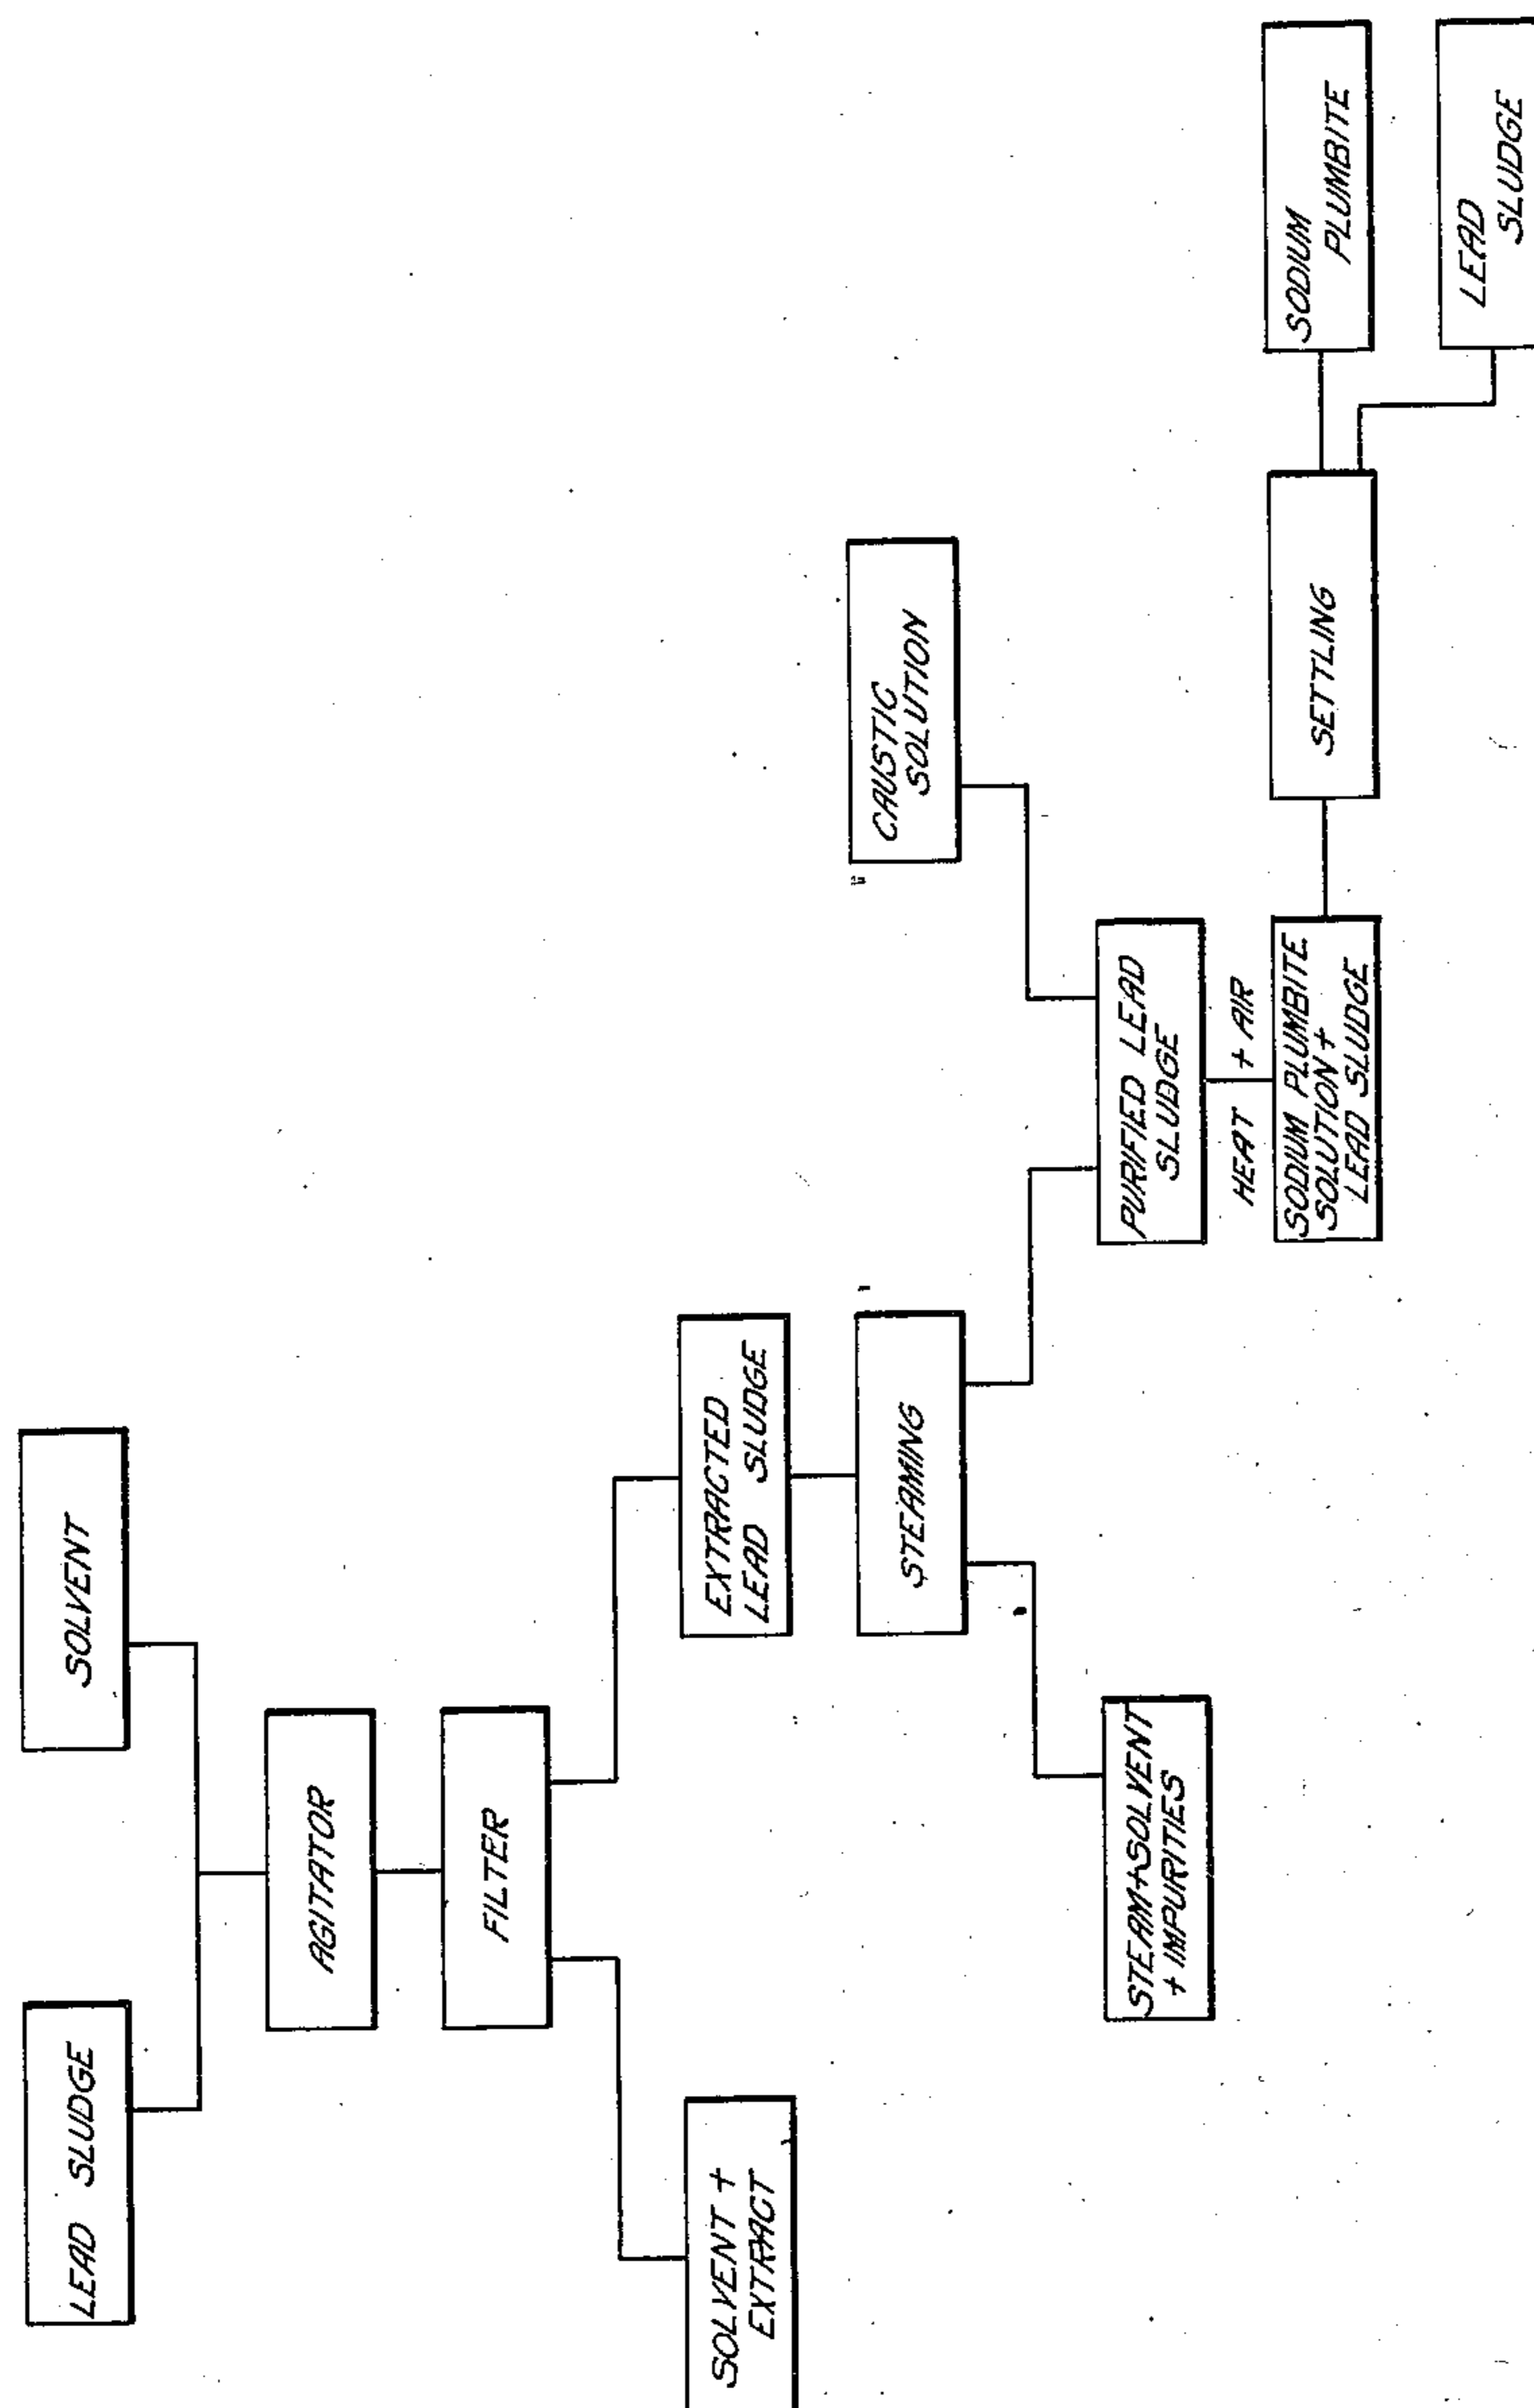 LEAD SLUDGE
SOLVENT
AGITATOR
FILTER
SOLVENT +
EXTRACT
EXTRACTED
LEAD SLUDGE
STEAMING
STEAM+SOLVENT
+ IMPURITIES
CAUSTIC
SOLUTION
PURIFIED LEAD
SLUDGE
HEAT + AIR
SODIUM PLUMBITE
SOLUTION +
LEAD SLUDGE
SETTLING
SODIUM
PLUMBITE
LEAD
SLUDGE